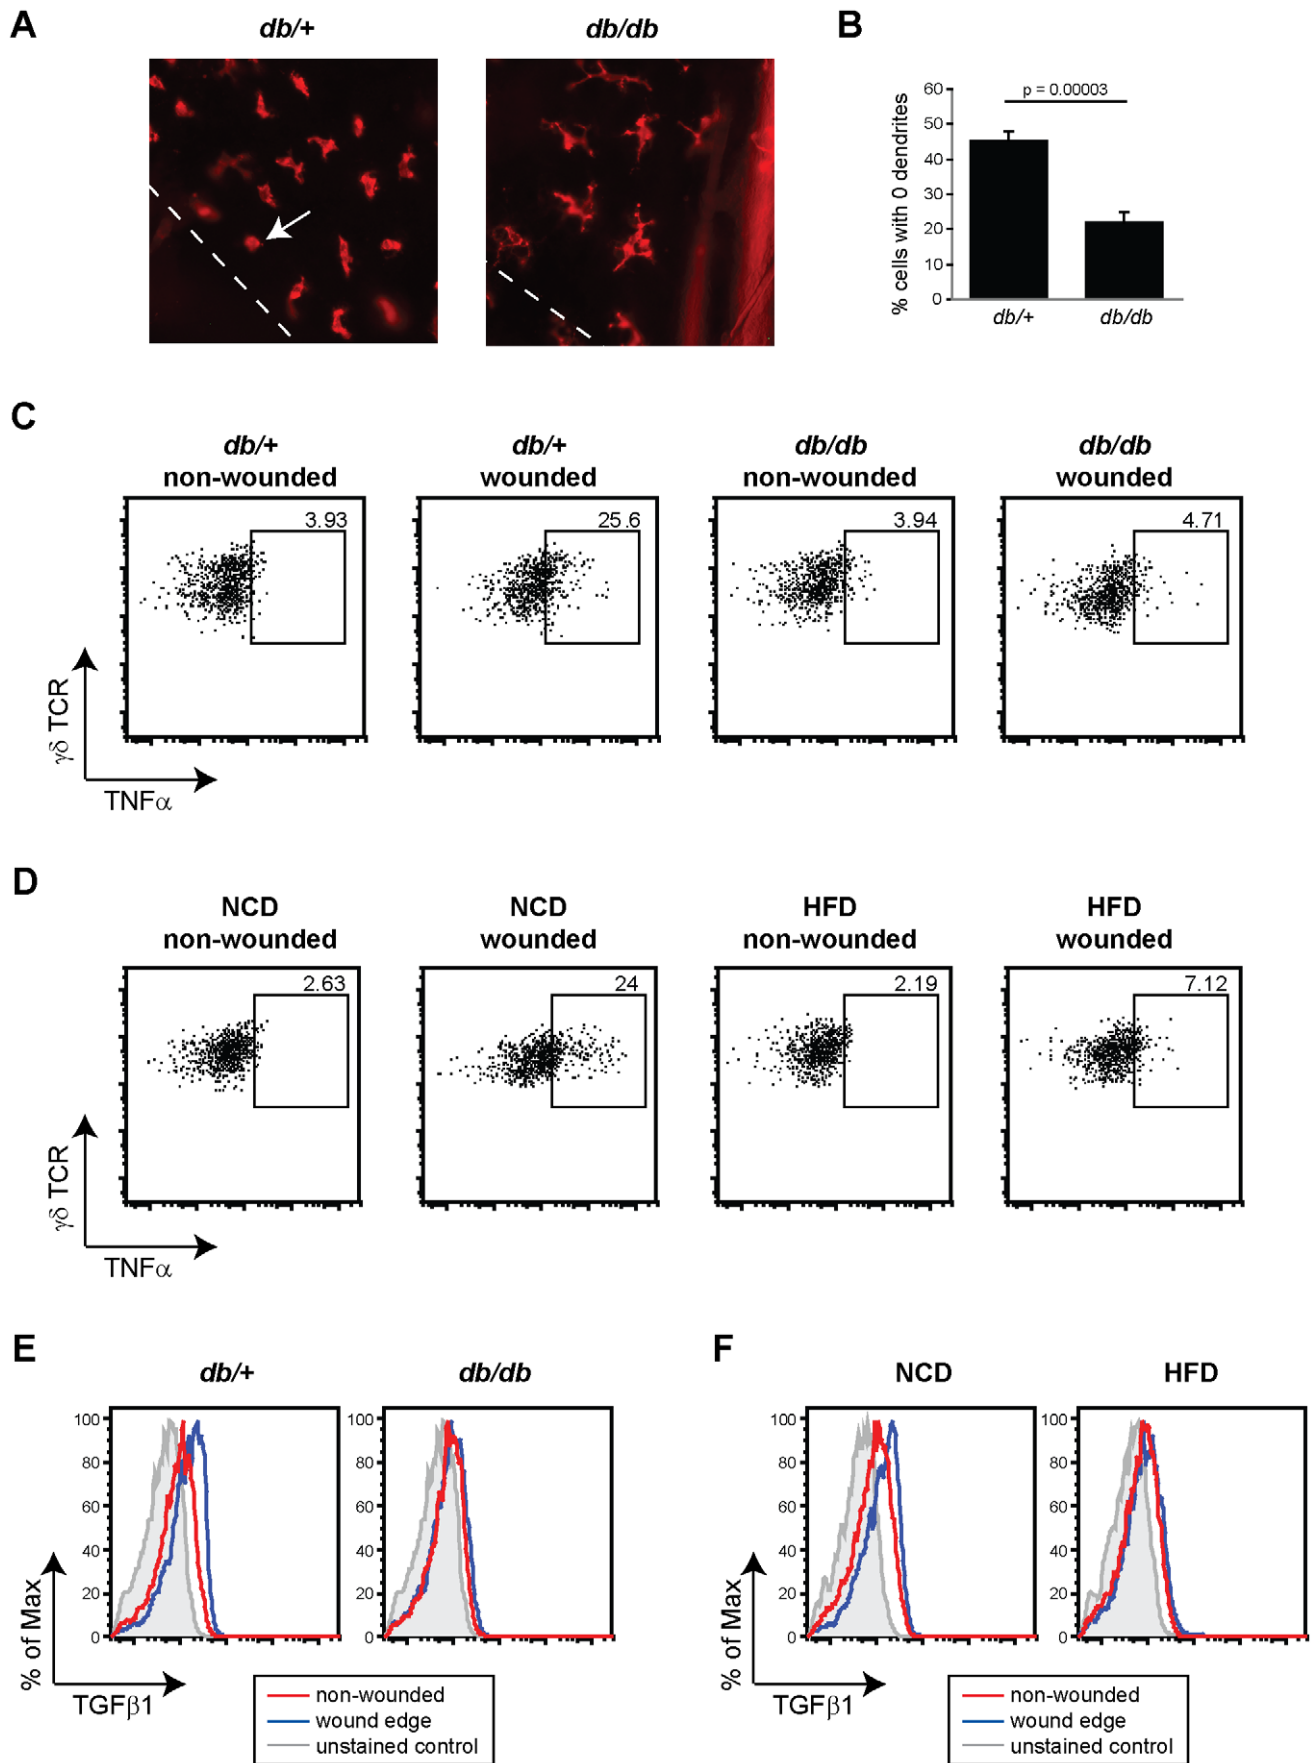 A
db/+
db/db
B
60
50
40
30
20
10
0
% cells with 0 dendrites
p = 0.00003
db/+
db/db
C
db/+
non-wounded
db/+
wounded
db/db
non-wounded
db/db
wounded
3.93
25.6
3.94
4.71
γδ TCR
TNFα
D
NCD
non-wounded
NCD
wounded
HFD
non-wounded
HFD
wounded
2.63
24
2.19
7.12
γδ TCR
TNFα
E
db/+
db/db
100
80
60
40
20
0
100
80
60
40
20
0
% of Max
TGFβ1
non-wounded
wound edge
unstained control
F
NCD
HFD
100
80
60
40
20
0
100
80
60
40
20
0
% of Max
TGFβ1
non-wounded
wound edge
unstained control